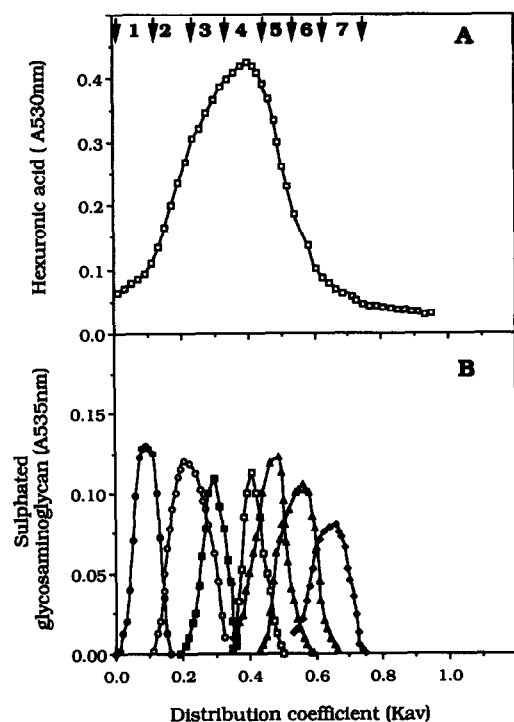 1 2 3 4 5 6 7
A
Hexuronic acid ( A530nm)
0.4
0.3
0.2
0.1
0.0
B
Sulphated
glycosaminoglycan (A535nm)
0.15
0.10
0.05
0.00
0.0 0.2 0.4 0.6 0.8 1.0
Distribution coefficient (Kav)